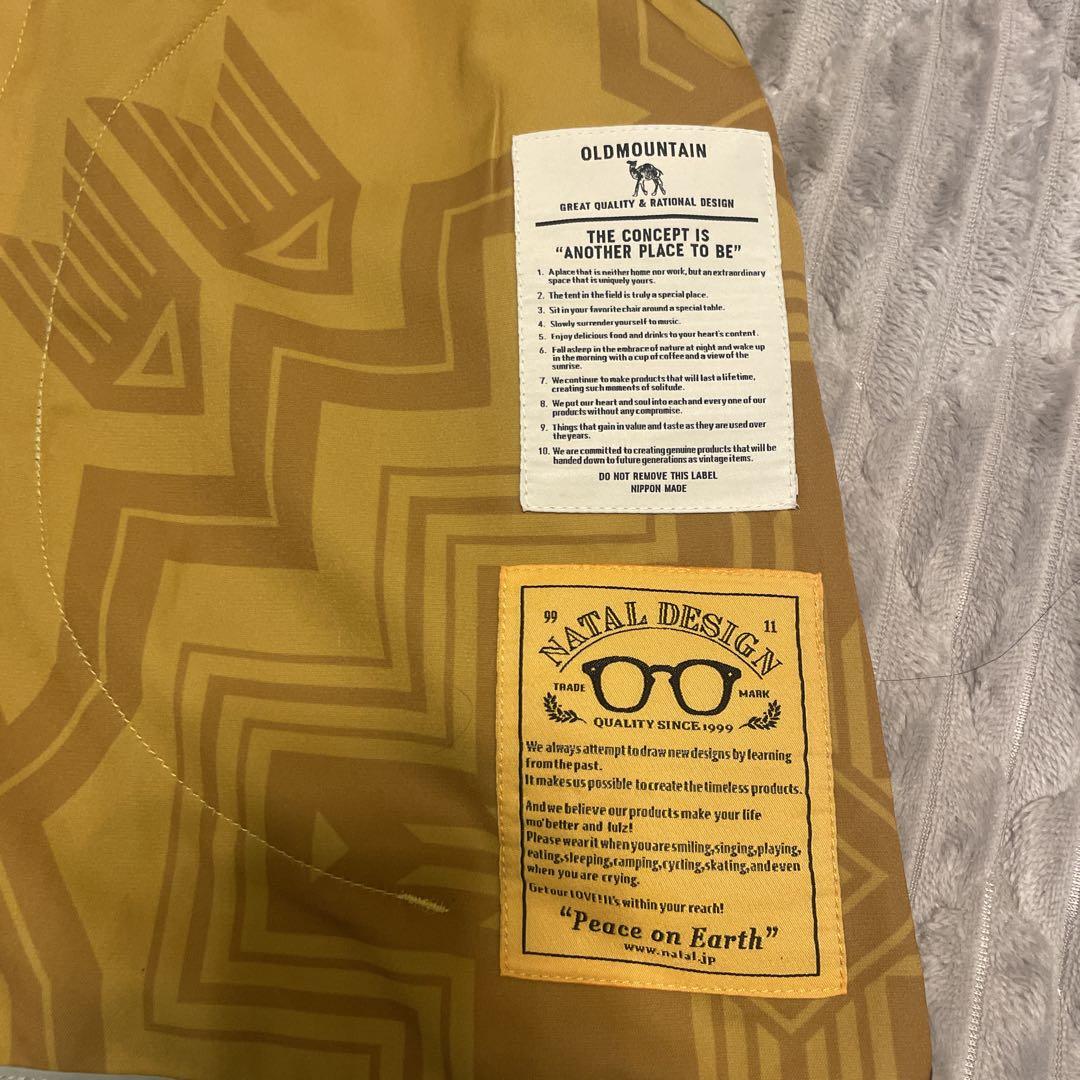 OLDMOUNTAIN
GREAT QUALITY & RATIONAL DESIGN
THE CONCEPT IS
“ANOTHER PLACE TO BE”
1. A place that is neither home nor work, but an extraordinary
space that is uniquely yours.
2. The tent in the field is truly a special place.
3. Sit in your favorite chair around a special table.
4. Slowly surrender yourself to music.
5. Enjoy delicious food and drinks to your heart's content.
6. Fall asleep in the embrace of nature at night and wake up
in the morning with a cup of coffee and a view of the
sunrise.
7. We continue to make products that will last a lifetime,
creating such moments of solitude.
8. We put our heart and soul into each and every one of our
products without any compromise.
9. Things that gain in value and taste as they are used over
the years.
10. We are committed to creating genuine products that will be
handed down to future generations as vintage items.
DO NOT REMOVE THIS LABEL
NIPPON MADE
99 11
NATAL DESIGN
TRADE MARK
QUALITY SINCE 1999
We always attempt to draw new designs by learning
from the past.
It makes us possible to create the timeless products.
And we believe our products make your life
mo'better and fulz!
Please wear it when you are smiling,singing,playing,
eating,sleeping,camping,cycling,skating,and even
when you are crying.
Get our LOVE! It's within your reach!
“Peace on Earth”
www.natal.jp